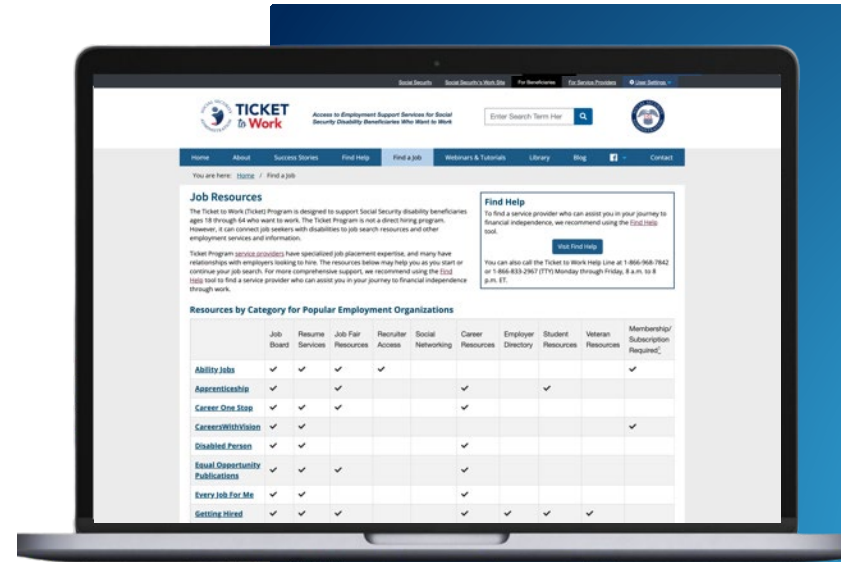 Social Security Social Security's Work Site For Beneficiaries For Service Providers User Settings
TICKET
to Work
Access to Employment Support Services for Social
Security Disability Beneficiaries Who Want to Work
Enter Search Term Her
Home About Success Stories Find Help Find a Job Webinars & Tutorials Library Blog Contact
You are here: Home / Find a Job
Job Resources
The Ticket to Work (Ticket) Program is designed to support Social Security disability beneficiaries
ages 18 through 64 who want to work. The Ticket Program is not a direct hiring program.
However, it can connect job seekers with disabilities to job search resources and other
employment services and information.
Ticket Program service providers have specialized job placement expertise, and many have
relationships with employers looking to hire. The resources below may help you as you start or
continue your job search. For more comprehensive support, we recommend using the Find
Help tool to find a service provider who can assist you in your journey to financial independence
through work.
Find Help
To find a service provider who can assist you in your journey to
financial independence, we recommend using the Find Help
tool.
Visit Find Help
You can also call the Ticket to Work Help Line at 1-866-968-7842
or 1-866-833-2967 (TTY) Monday through Friday, 8 a.m. to 8
p.m. ET.
Resources by Category for Popular Employment Organizations
Job Board Resume Services Job Fair Resources Recruiter Access Social Networking Career Resources Employer Directory Student Resources Veteran Resources Membership/ Subscription Required
Ability Jobs ✓ ✓ ✓ ✓ ✓
Apprenticeship ✓ ✓ ✓ ✓
Career One Stop ✓ ✓ ✓ ✓
CareersWithVision ✓ ✓ ✓
Disabled Person ✓ ✓ ✓
Equal Opportunity
Publications ✓ ✓ ✓ ✓
Every Job For Me ✓ ✓ ✓
Getting Hired ✓ ✓ ✓ ✓ ✓ ✓ ✓